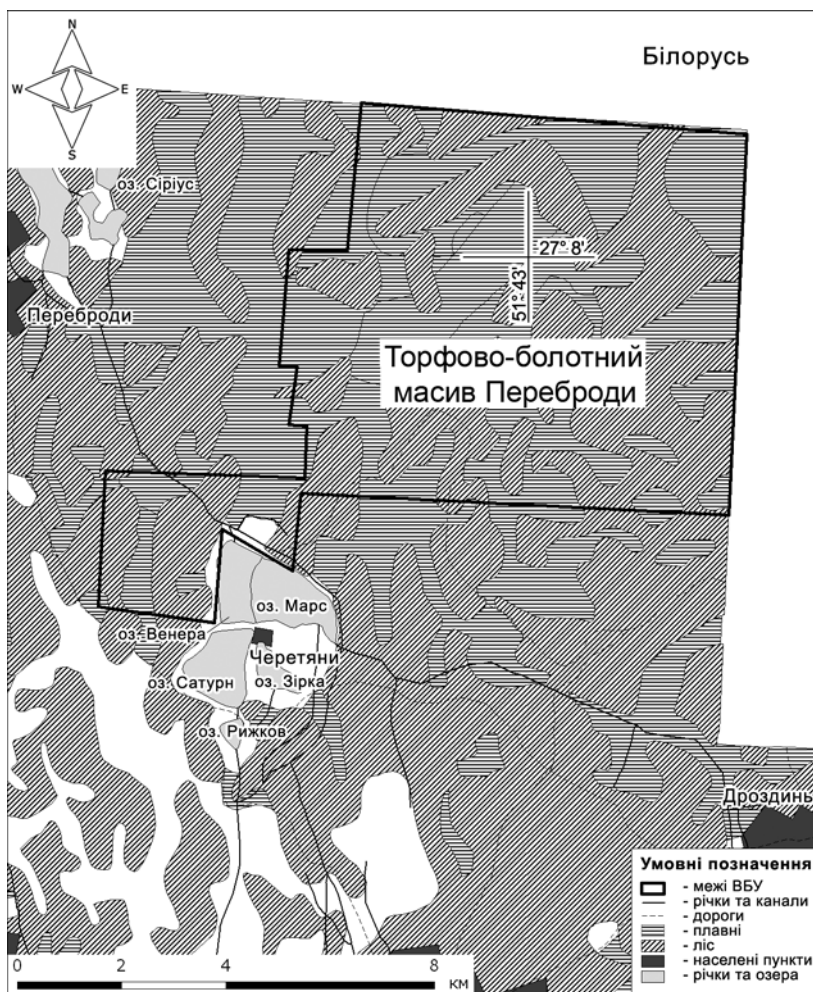 N
Білорусь
W
E
S
оз. Сіріус
27° 8'
51° 43'
Переброди
Торфово-болотний
масив Переброди
оз. Марс
оз. Венера
Черетяни
оз. Сатурн
оз. Зірка
оз. Рижков
Дроздинь
Умовні позначення
- межі ВБУ
- річки та канали
- дороги
- плавні
- ліс
- населені пункти
- річки та озера
0 2 4 6 8
км